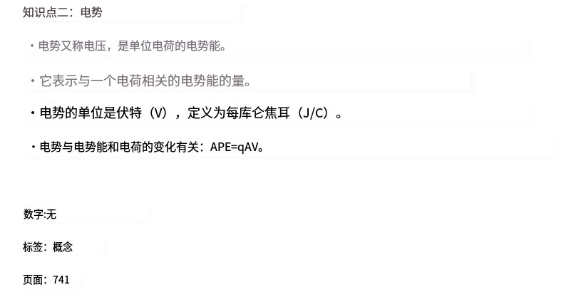 知识点二：电势
·电势又称电压，是单位电荷的电势能。
·它表示与一个电荷相关的电势能的量。
·电势的单位是伏特（V），定义为每库仑焦耳（J/C）。
·电势与电势能和电荷的变化有关：APE=qAV。
数字:无
标签：概念
页面：741